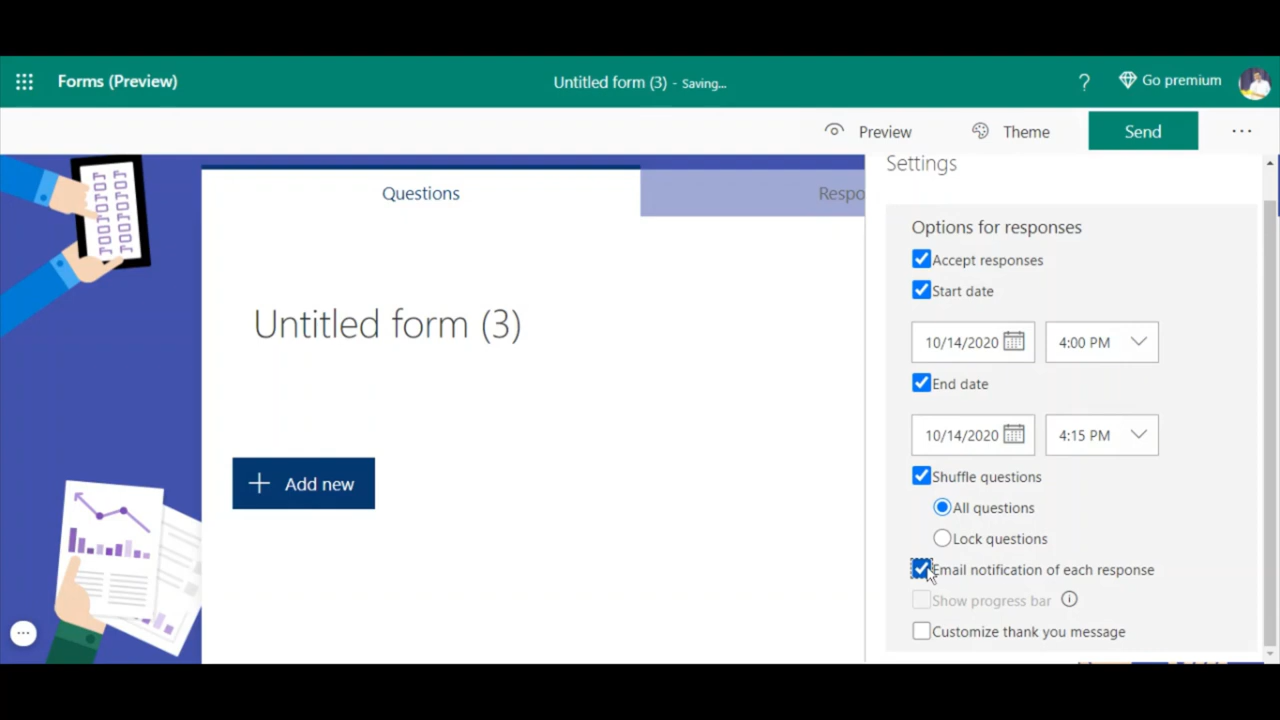 Forms (Preview)
Untitled form (3) - Saving...
? Go premium
Preview
Theme
Send
...
Questions
Respo
Settings
Untitled form (3)
Add new
Options for responses
Accept responses
Start date
10/14/2020 4:00 PM
End date
10/14/2020 4:15 PM
Shuffle questions
All questions
Lock questions
Email notification of each response
Show progress bar
Customize thank you message